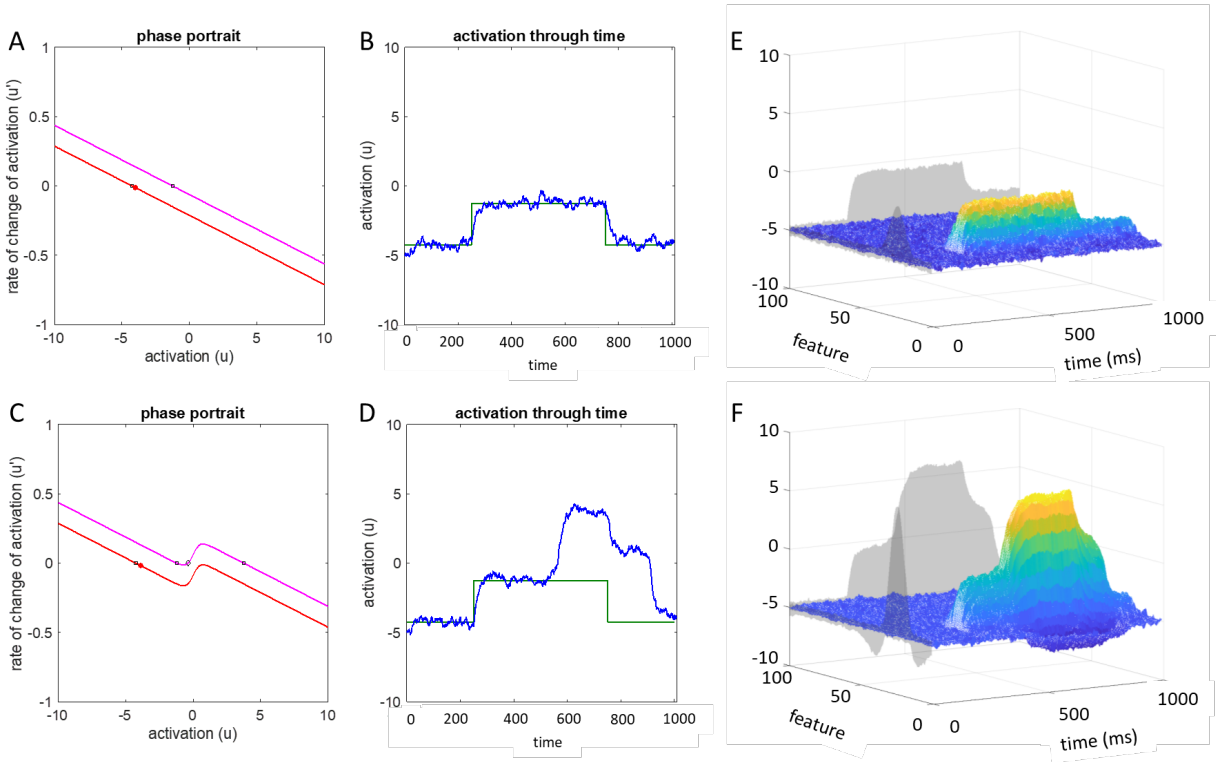 A
phase portrait
rate of change of activation (u')
1
0.5
0
-0.5
-1
-10
-5
0
5
10
activation (u)
B
activation through time
activation (u)
10
5
0
-5
-10
0
200
400
600
800
1000
time
E
10
5
0
-5
-10
100
50
0
feature
0
500
1000
time (ms)
C
phase portrait
rate of change of activation (u')
1
0.5
0
-0.5
-1
-10
-5
0
5
10
activation (u)
D
activation through time
activation (u)
10
5
0
-5
-10
0
200
400
600
800
1000
time
F
10
5
0
-5
-10
100
50
0
feature
0
500
1000
time (ms)